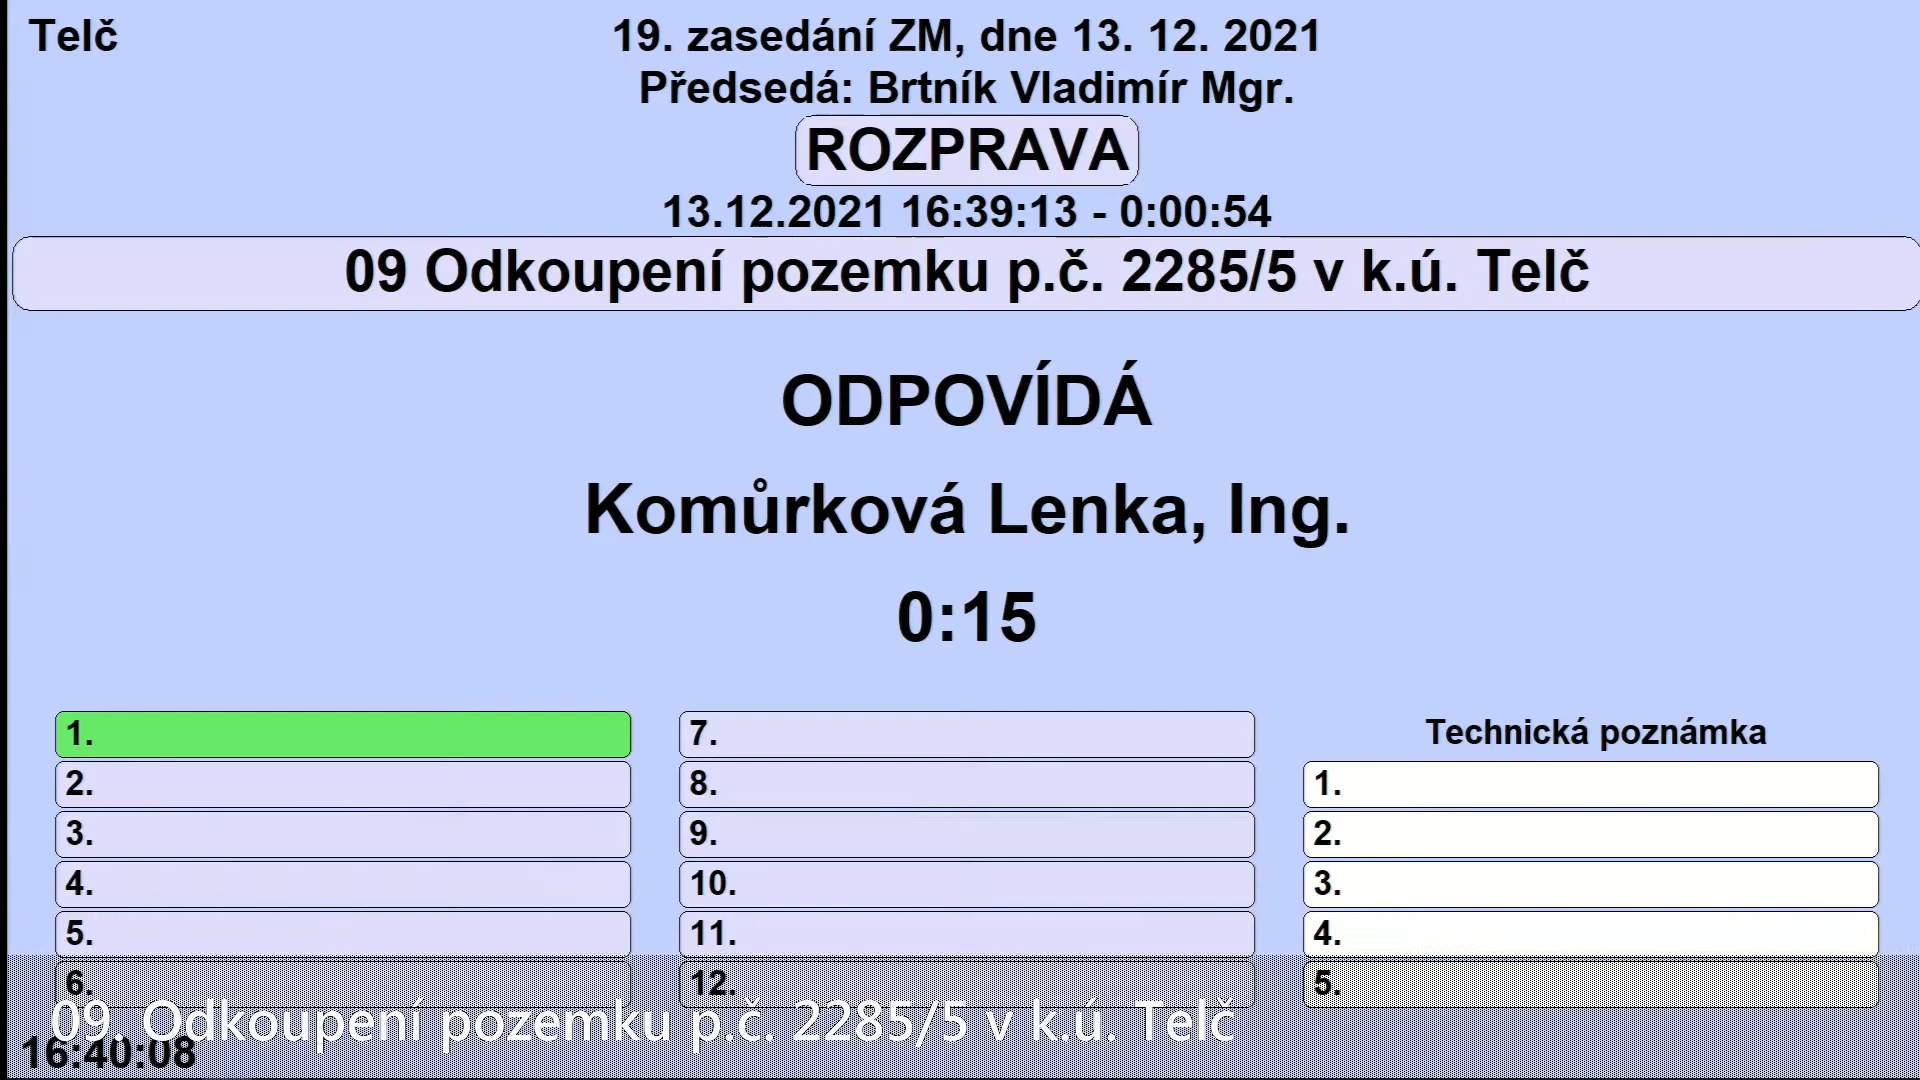 Telč
19. zasedání ZM, dne 13. 12. 2021
Předsedá: Brtník Vladimír Mgr.
ROZPRAVA
13.12.2021 16:39:13 - 0:00:54
09 Odkoupení pozemku p.č. 2285/5 v k.ú. Telč
ODPOVÍDÁ
Komůrková Lenka, Ing.
0:15
1.
2.
3.
4.
5.
6.
7.
8.
9.
10.
11.
12.
Technická poznámka
1.
2.
3.
4.
5.
09. Odkoupení pozemku p.č. 2285/5 v k.ú. Telč
16:40:08